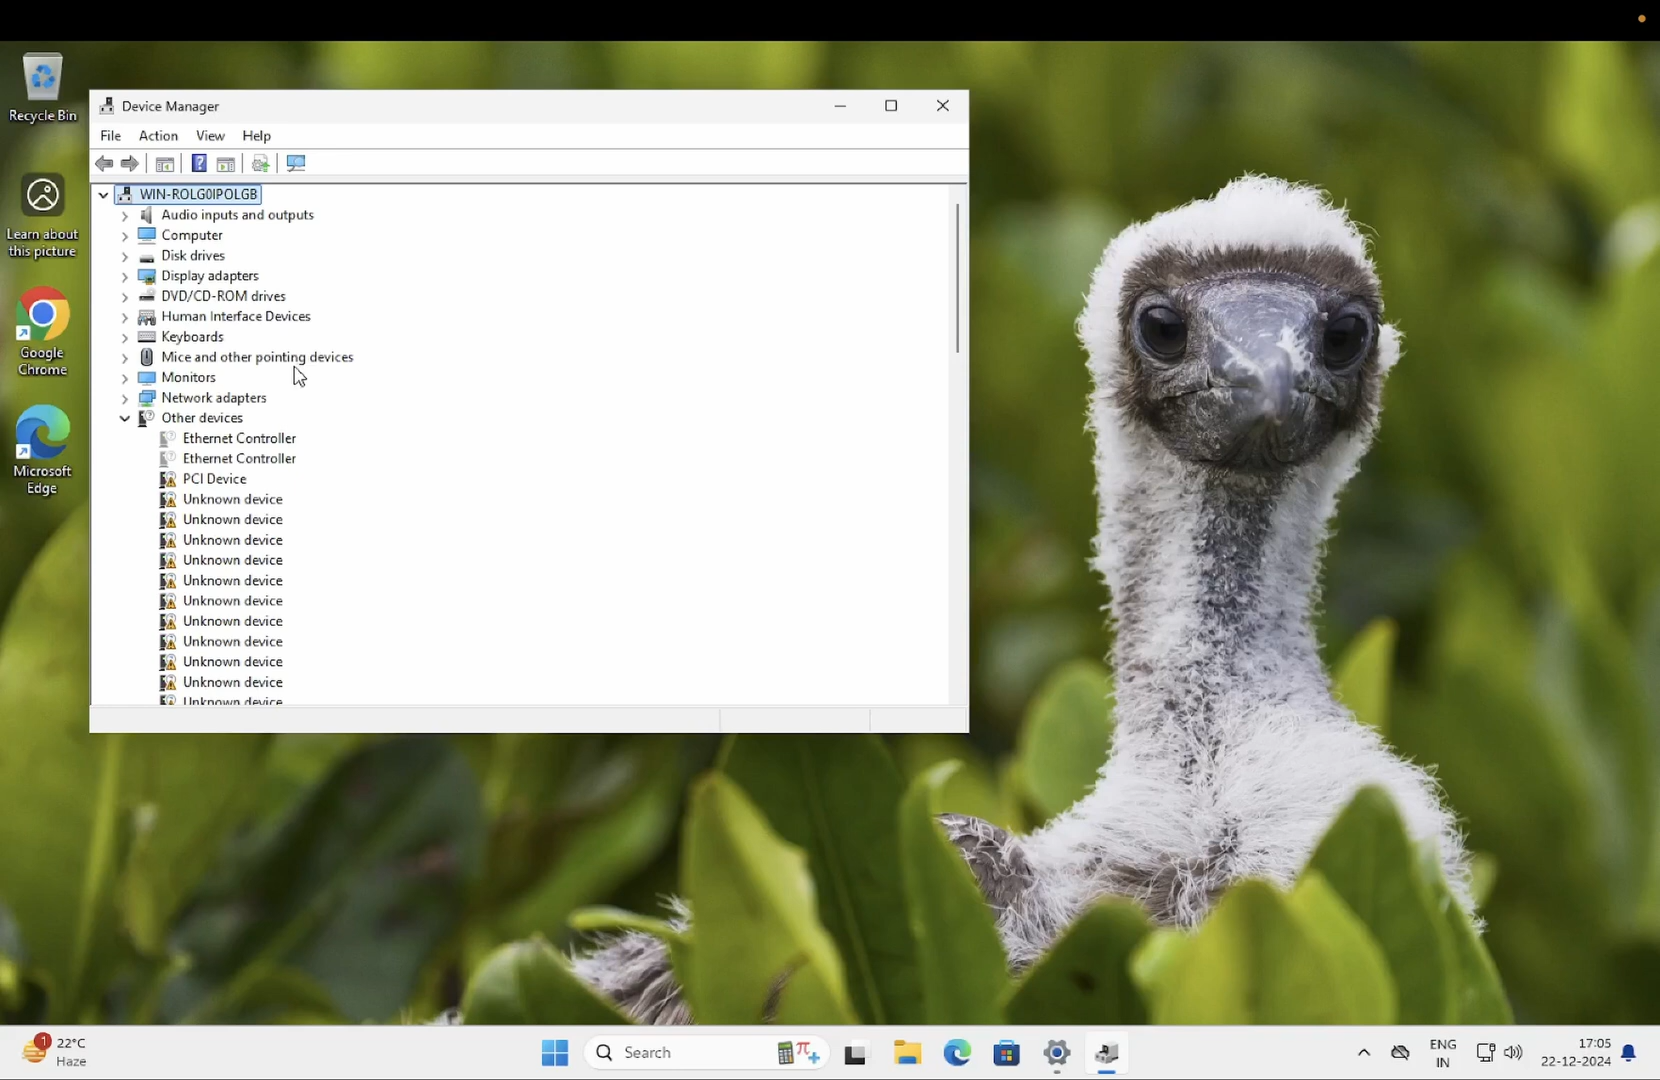 Recycle Bin
Learn about
this picture
Google
Chrome
Microsoft
Edge
Device Manager
File Action View Help
WIN-ROLG0IPOLGB
Audio inputs and outputs
Computer
Disk drives
Display adapters
DVD/CD-ROM drives
Human Interface Devices
Keyboards
Mice and other pointing devices
Monitors
Network adapters
Other devices
Ethernet Controller
Ethernet Controller
PCI Device
Unknown device
Unknown device
Unknown device
Unknown device
Unknown device
Unknown device
Unknown device
Unknown device
Unknown device
Unknown device
Unknown device
1
22°C
Haze
Search
ENG
IN
17:05
22-12-2024